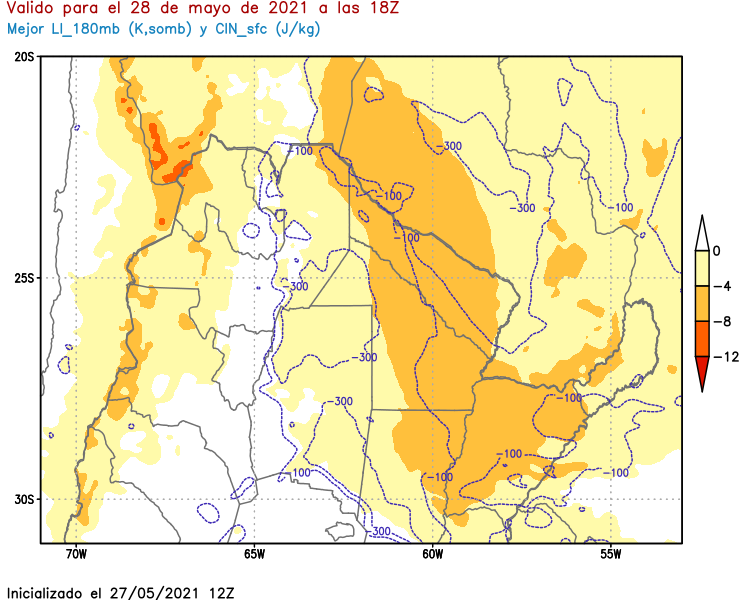 Valido para el 28 de mayo de 2021 a las 18Z
Mejor LI_180mb (K,somb) y CIN_sfc (J/kg)
20S
-100
-300
-100
-300
-100
-100
0
25S
-300
-4
-8
-300
-12
-300
-100
-100
-100
-100
-100
30S
-300
70W
65W
60W
55W
Inicializado el 27/05/2021 12Z